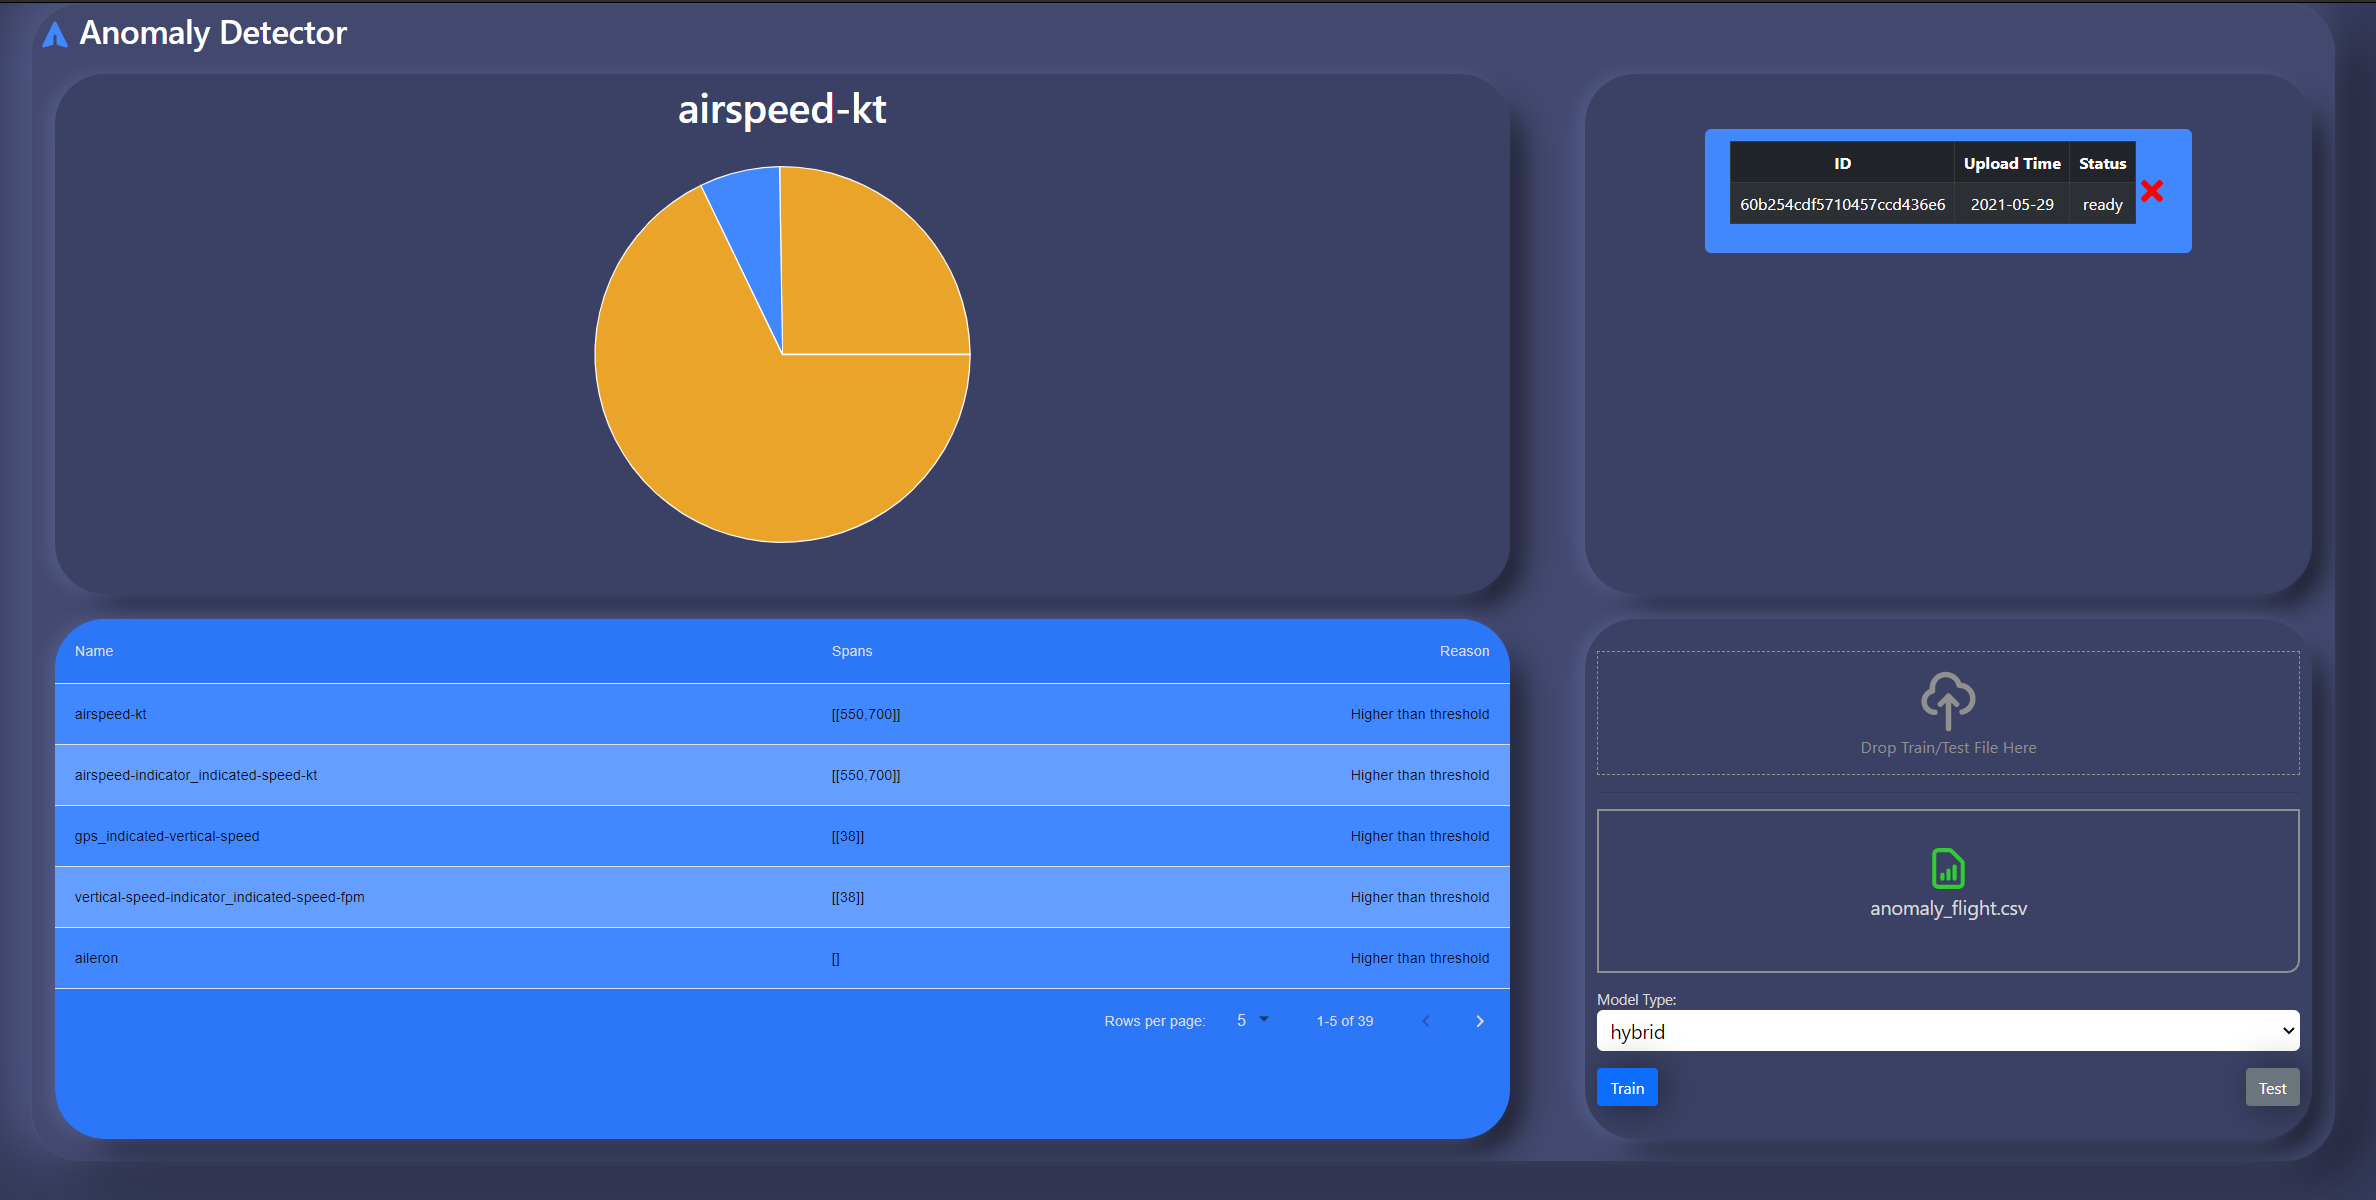 Anomaly Detector
airspeed-kt
ID Upload Time Status
60b254cdf5710457ccd436e6 2021-05-29 ready
Name Spans Reason
airspeed-kt [[550,700]] Higher than threshold
airspeed-indicator_indicated-speed-kt [[550,700]] Higher than threshold
gps_indicated-vertical-speed [[38]] Higher than threshold
vertical-speed-indicator_indicated-speed-fpm [[38]] Higher than threshold
aileron [] Higher than threshold
Rows per page: 5 1-5 of 39
Drop Train/Test File Here
anomaly_flight.csv
Model Type:
hybrid
Train Test